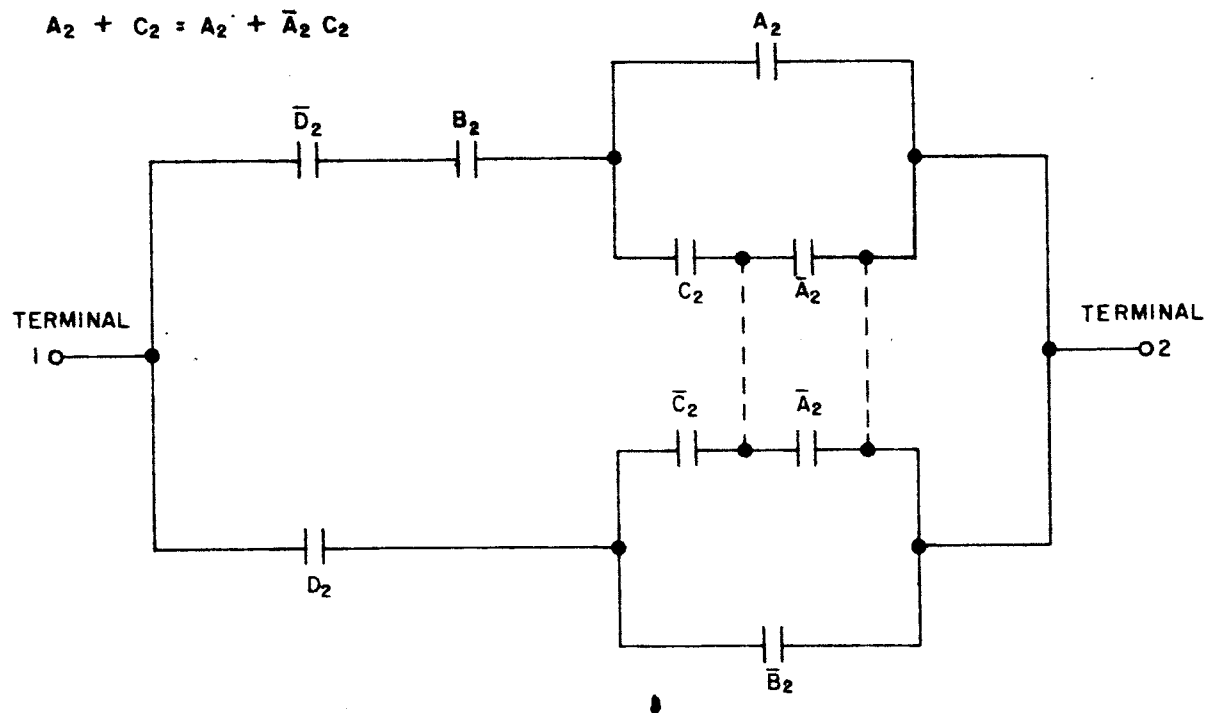 A₂ + C₂ = A₂ + Ā₂ C₂
A₂
D̄₂
B₂
C₂
Ā₂
TERMINAL
1
TERMINAL
2
C̄₂
Ā₂
D₂
B̄₂